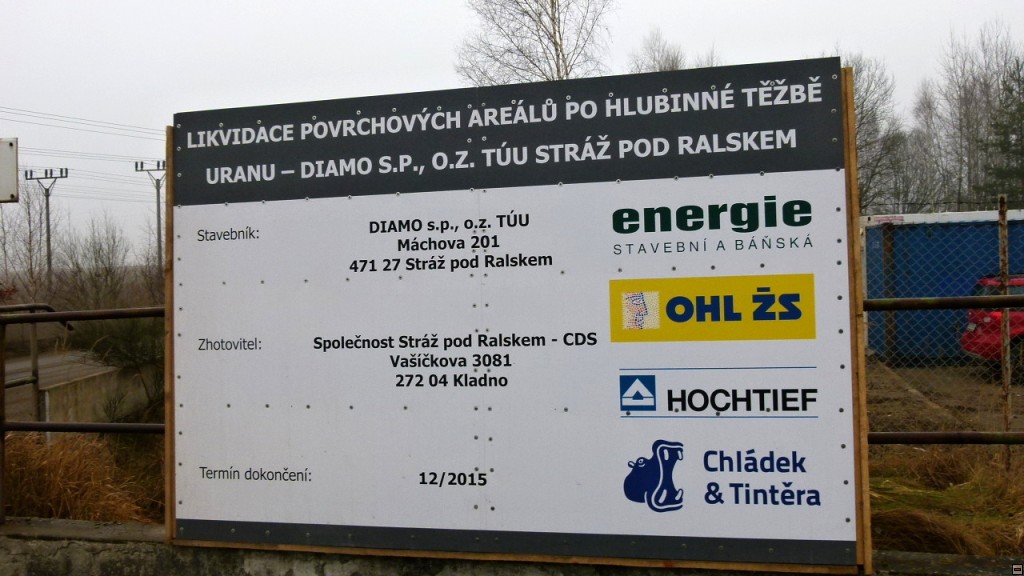 LIKVIDACE POVRCHOVÝCH AREÁLŮ PO HLUBINNÉ TĚŽBĚ
URANU – DIAMO S.P., O.Z. TÚU STRÁŽ POD RALSKEM
Stavebník:
DIAMO s.p., o.z. TÚU
Máchova 201
471 27 Stráž pod Ralskem
Zhotovitel:
Společnost Stráž pod Ralskem - CDS
Vašíčkova 3081
272 04 Kladno
Termín dokončení:
12/2015
energie
STAVEBNÍ A BÁŇSKÁ
OHL ŽS
HOCHTIEF
Chládek
& Tintěra